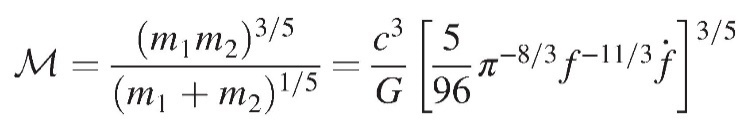 ℳ = (m₁m₂)^{3/5} / (m₁ + m₂)^{1/5} = c³/G [5/96 π^{−8/3} f^{−11/3} ḟ]^{3/5}